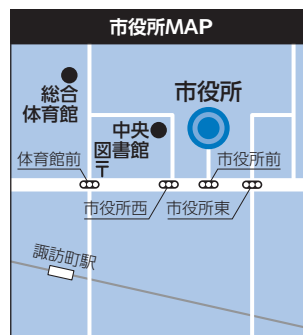 市役所MAP
総合
体育館
市役所
中央
図書館
〒
体育館前
市役所前
市役所西
市役所東
諏訪町駅